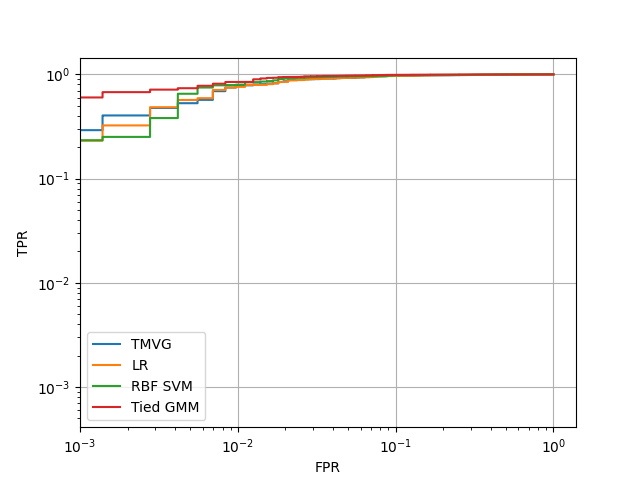 10⁰
10⁻¹
10⁻²
10⁻³
TPR
TMVG
LR
RBF SVM
Tied GMM
10⁻³ 10⁻² 10⁻¹ 10⁰
FPR